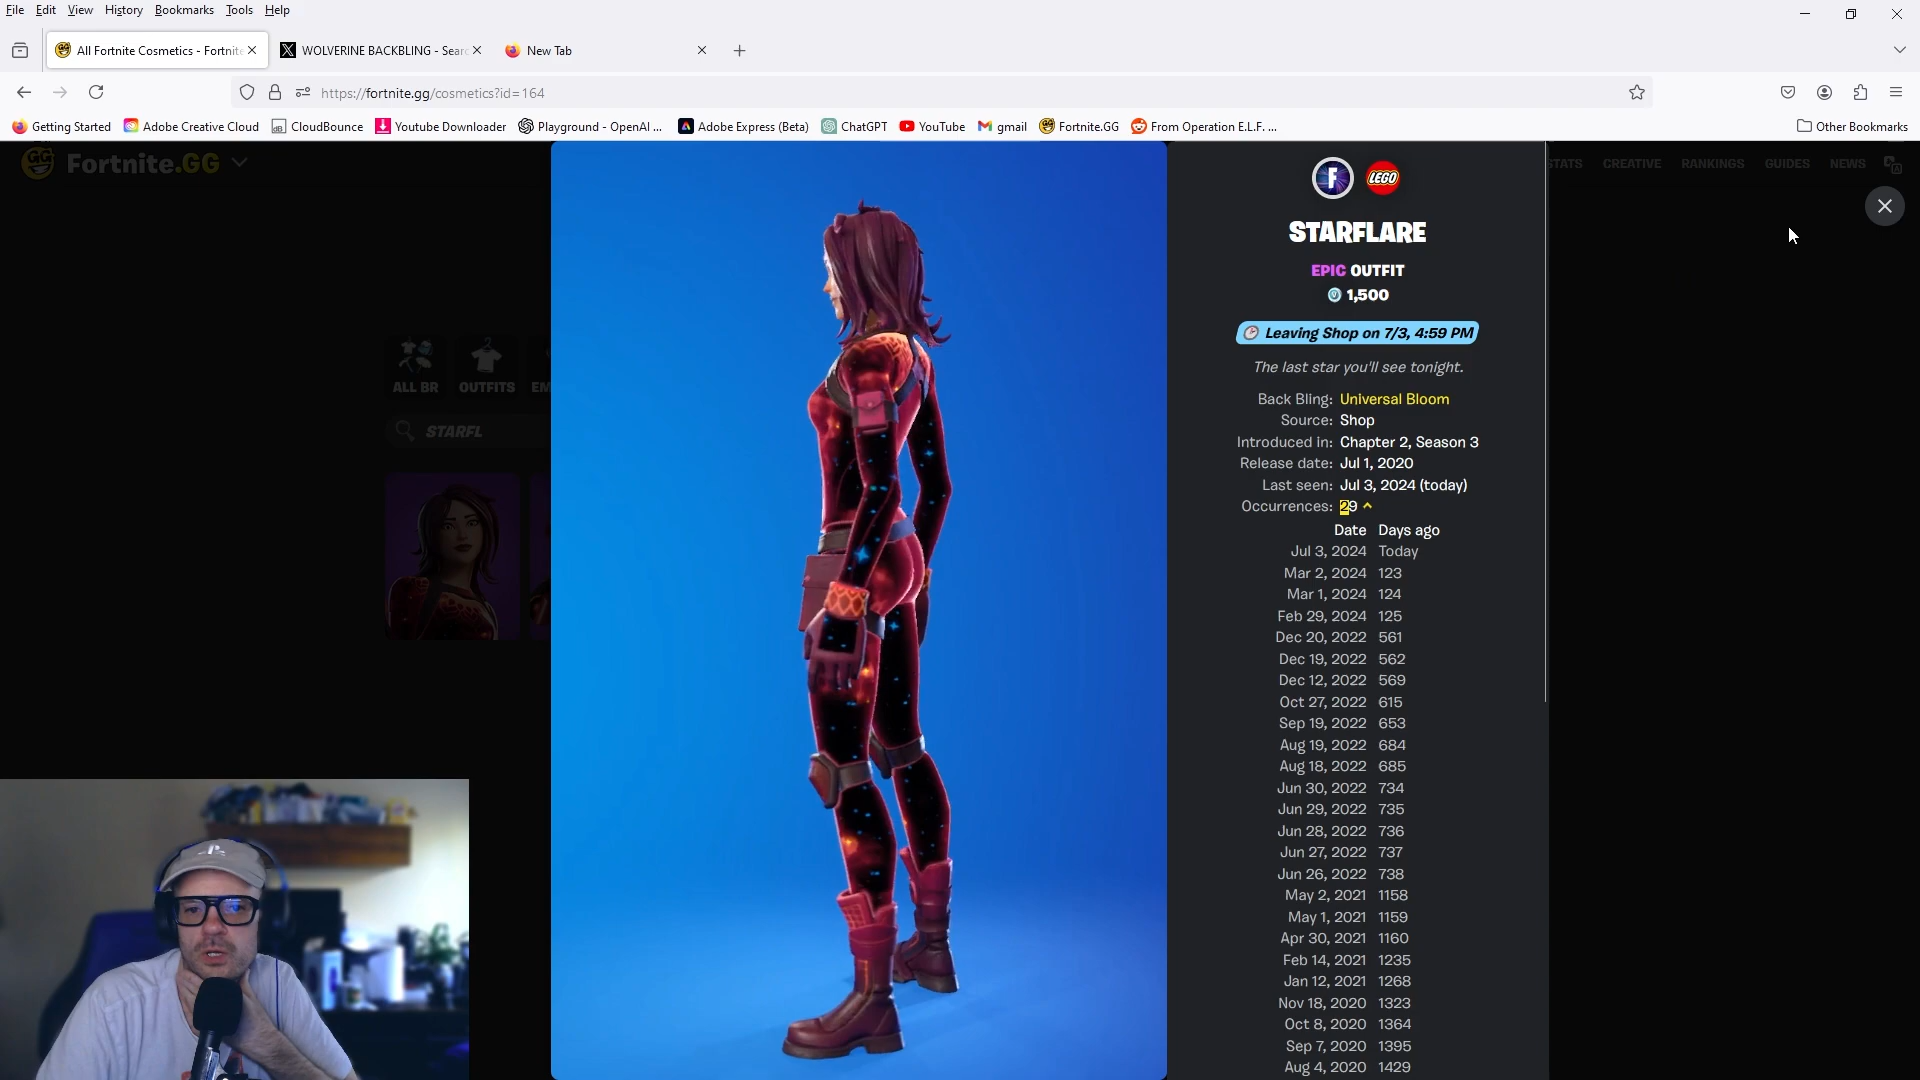 File Edit View History Bookmarks Tools Help
All Fortnite Cosmetics - Fortnite
WOLVERINE BACKBLING - Sear
New Tab
https://fortnite.gg/cosmetics?id=164
Getting Started
Adobe Creative Cloud
CloudBounce
Youtube Downloader
Playground - OpenAI ...
Adobe Express (Beta)
ChatGPT
YouTube
gmail
Fortnite.GG
From Operation E.L.F. ...
Other Bookmarks
Fortnite.GG
STATS CREATIVE RANKINGS GUIDES NEWS
ALL BR
OUTFITS
EM
STARFL
F
LEGO
STARFLARE
EPIC OUTFIT
V 1,500
Leaving Shop on 7/3, 4:59 PM
The last star you'll see tonight.
Back Bling: Universal Bloom
Source: Shop
Introduced in: Chapter 2, Season 3
Release date: Jul 1, 2020
Last seen: Jul 3, 2024 (today)
Occurrences: 29
Date Days ago
Jul 3, 2024 Today
Mar 2, 2024 123
Mar 1, 2024 124
Feb 29, 2024 125
Dec 20, 2022 561
Dec 19, 2022 562
Dec 12, 2022 569
Oct 27, 2022 615
Sep 19, 2022 653
Aug 19, 2022 684
Aug 18, 2022 685
Jun 30, 2022 734
Jun 29, 2022 735
Jun 28, 2022 736
Jun 27, 2022 737
Jun 26, 2022 738
May 2, 2021 1158
May 1, 2021 1159
Apr 30, 2021 1160
Feb 14, 2021 1235
Jan 12, 2021 1268
Nov 18, 2020 1323
Oct 8, 2020 1364
Sep 7, 2020 1395
Aug 4, 2020 1429